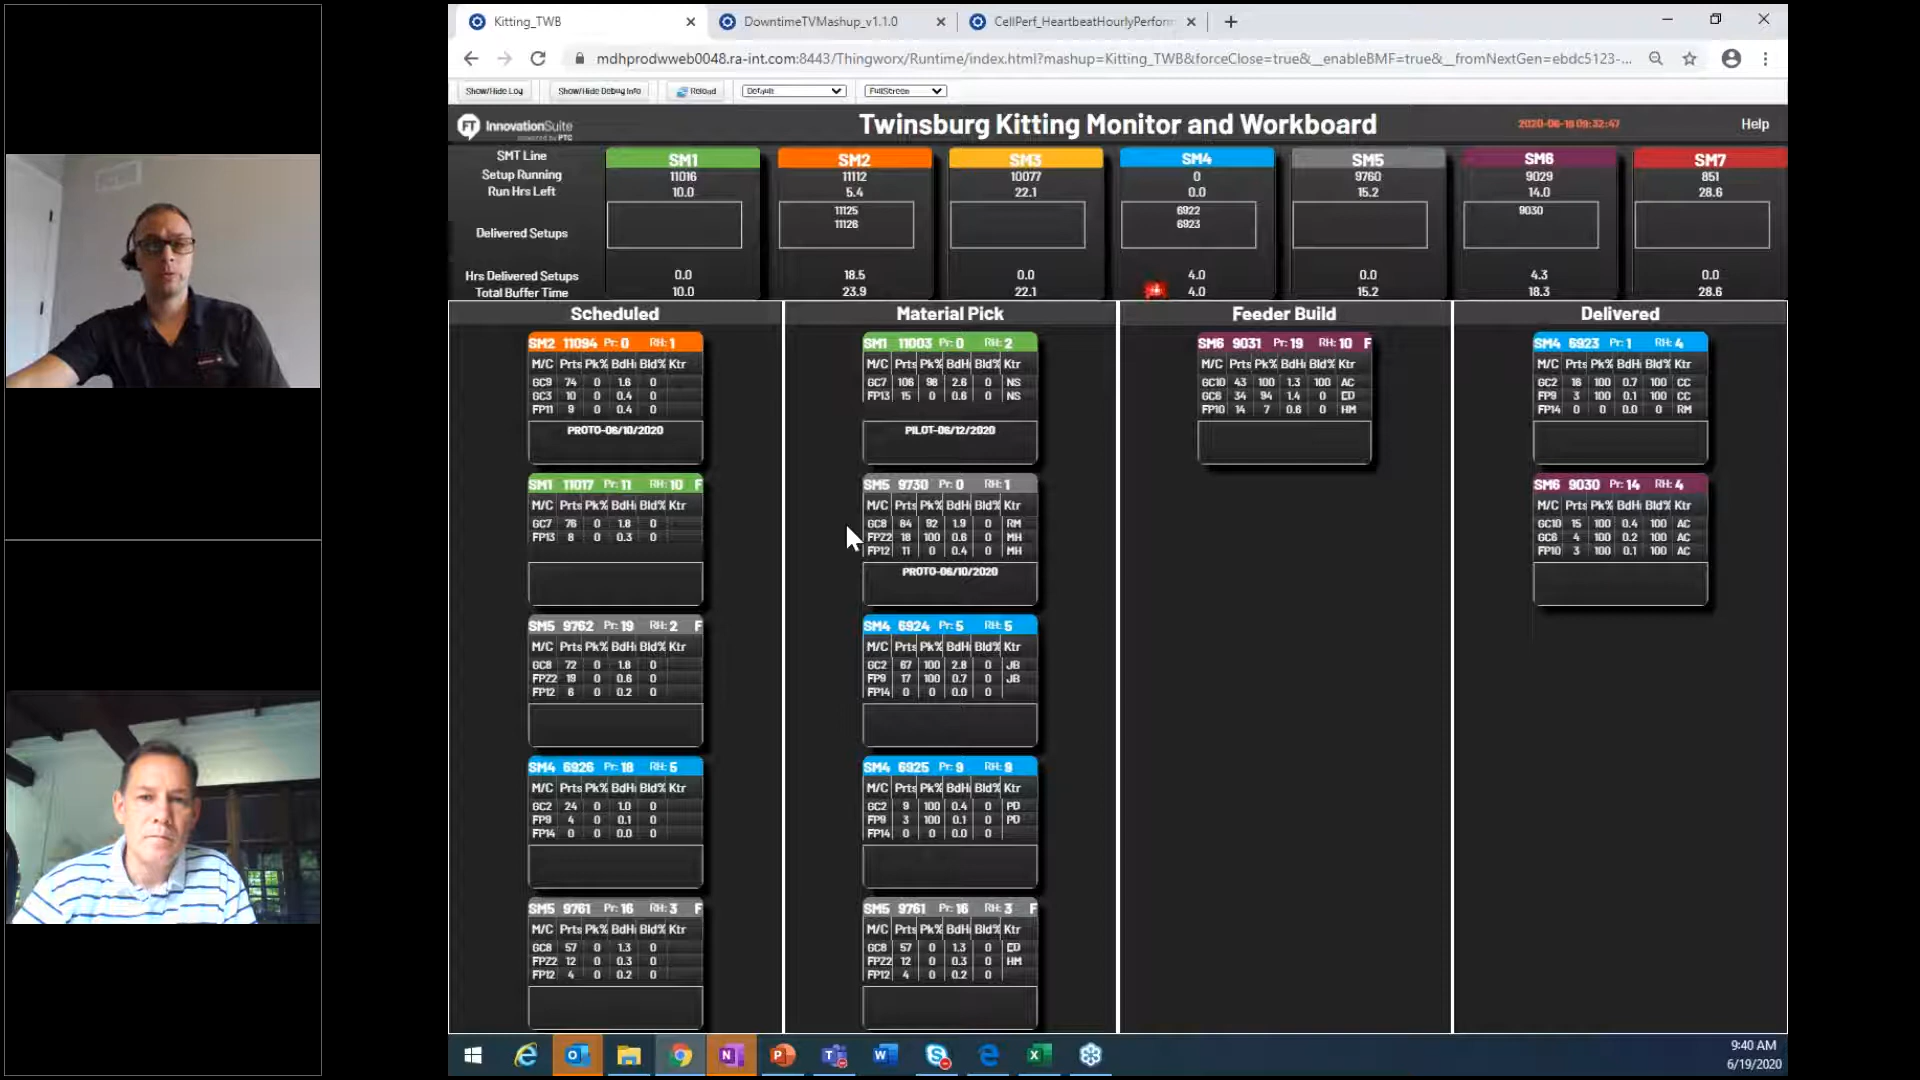 Kitting_TWB
DowntimeTVMashup_v1.1.0
CellPerf_HeartbeatHourlyPerforn
mdhprodwweb0048.ra-int.com:8443/Thingworx/Runtime/index.html?mashup=Kitting_TWB&forceClose=true&__enableBMF=true&__fromNextGen=ebdc5123-...
Show/Hide Log
Show/Hide Debug Info
Reload
Default
FullScreen
FT InnovationSuite
powered by PTC
Twinsburg Kitting Monitor and Workboard
Help
SMT Line SM1 SM2 SM3 SM4 SM5 SM6 SM7
Setup Running 11016 11112 10077 0 9760 9029 851
Run Hrs Left 10.0 5.4 22.1 0.0 15.2 14.0 28.6
11125 6922 9030
11126 6923
Delivered Setups
Hrs Delivered Setups 0.0 18.5 0.0 4.0 0.0 4.3 0.0
Total Buffer Time 10.0 23.9 22.1 4.0 15.2 18.3 28.6
Scheduled
SM2 11094 Pr: 0 RH: 1
M/C Prts Pk% BdH Bld% Ktr
GC9 74 0 1.6 0
GC3 10 0 0.4 0
FP11 9 0 0.4 0
PROTO-06/10/2020
SM1 11017 Pr: 11 RH: 10 F
M/C Prts Pk% BdH Bld% Ktr
GC7 76 0 1.8 0
FP13 8 0 0.3 0
SM5 9762 Pr: 19 RH: 2 F
M/C Prts Pk% BdH Bld% Ktr
GC8 72 0 1.8 0
FP22 19 0 0.6 0
FP12 6 0 0.2 0
SM4 6926 Pr: 18 RH: 5
M/C Prts Pk% BdH Bld% Ktr
GC2 24 0 1.0 0
FP9 4 0 0.1 0
FP14 0 0 0.0 0
SM5 9761 Pr: 16 RH: 3 F
M/C Prts Pk% BdH Bld% Ktr
GC8 57 0 1.3 0
FP22 12 0 0.3 0
FP12 4 0 0.2 0
Material Pick
SM1 11003 Pr: 0 RH: 2
M/C Prts Pk% BdH Bld% Ktr
GC7 106 98 2.6 0 NS
FP13 15 0 0.6 0 NS
PILOT-06/12/2020
SM5 9730 Pr: 0 RH: 1
M/C Prts Pk% BdH Bld% Ktr
GC8 84 92 1.9 0 RM
FP22 18 100 0.6 0 MH
FP12 11 0 0.4 0 MH
PROTO-06/10/2020
SM4 6924 Pr: 5 RH: 5
M/C Prts Pk% BdH Bld% Ktr
GC2 67 100 2.8 0 JB
FP9 17 100 0.7 0 JB
FP14 0 0 0.0 0
SM4 6925 Pr: 9 RH: 9
M/C Prts Pk% BdH Bld% Ktr
GC2 9 100 0.4 0 PD
FP9 3 100 0.1 0 PD
FP14 0 0 0.0 0
SM5 9761 Pr: 16 RH: 3 F
M/C Prts Pk% BdH Bld% Ktr
GC8 57 0 1.3 0
FP22 12 0 0.3 0 HM
FP12 4 0 0.2 0
Feeder Build
SM6 9031 Pr: 19 RH: 10 F
M/C Prts Pk% BdH Bld% Ktr
GC10 43 100 1.3 100 AC
GC6 34 94 1.4 0
FP10 14 7 0.6 0 HM
Delivered
SM4 6923 Pr: 1 RH: 4
M/C Prts Pk% BdH Bld% Ktr
GC2 16 100 0.7 100 CC
FP9 3 100 0.1 100 CC
FP14 0 0 0.0 0 RM
SM6 9030 Pr: 14 RH: 4
M/C Prts Pk% BdH Bld% Ktr
GC10 15 100 0.4 100 AC
GC6 4 100 0.2 100 AC
FP10 3 100 0.1 100 AC
9:40 AM
6/19/2020